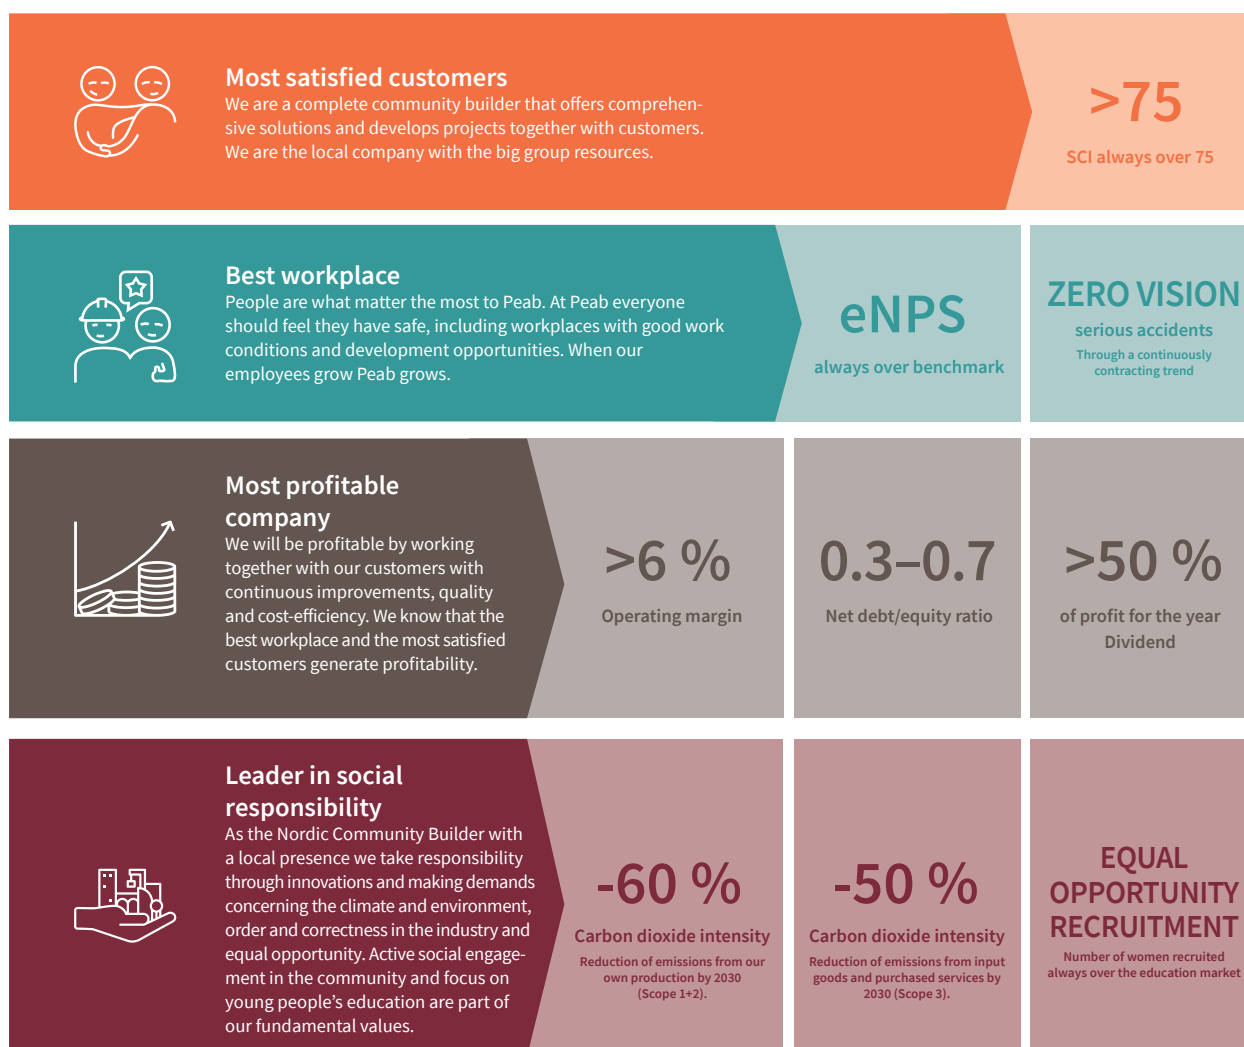 Most satisfied customers
We are a complete community builder that offers comprehen-
sive solutions and develops projects together with customers.
We are the local company with the big group resources.
>75
SCI always over 75
Best workplace
People are what matter the most to Peab. At Peab everyone
should feel they have safe, including workplaces with good work
conditions and development opportunities. When our
employees grow Peab grows.
eNPS
always over benchmark
ZERO VISION
serious accidents
Through a continuously
contracting trend
Most profitable
company
We will be profitable by working
together with our customers with
continuous improvements, quality
and cost-efficiency. We know that the
best workplace and the most satisfied
customers generate profitability.
>6 %
Operating margin
0.3–0.7
Net debt/equity ratio
>50 %
of profit for the year
Dividend
Leader in social
responsibility
As the Nordic Community Builder with
a local presence we take responsibility
through innovations and making demands
concerning the climate and environment,
order and correctness in the industry and
equal opportunity. Active social engage-
ment in the community and focus on
young people’s education are part of
our fundamental values.
-60 %
Carbon dioxide intensity
Reduction of emissions from our
own production by 2030
(Scope 1+2).
-50 %
Carbon dioxide intensity
Reduction of emissions from input
goods and purchased services by
2030 (Scope 3).
EQUAL
OPPORTUNITY
RECRUITMENT
Number of women recruited
always over the education market